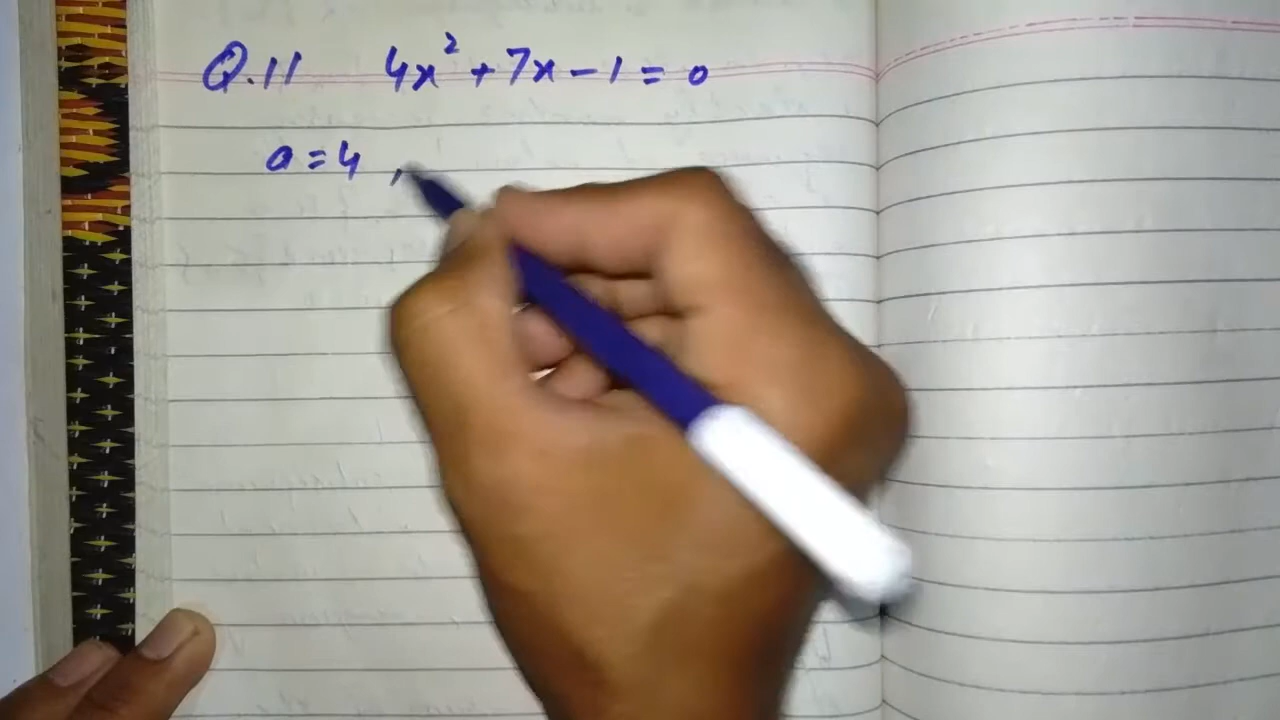 Q.11 4x² + 7x - 1 = 0
a = 4 ,